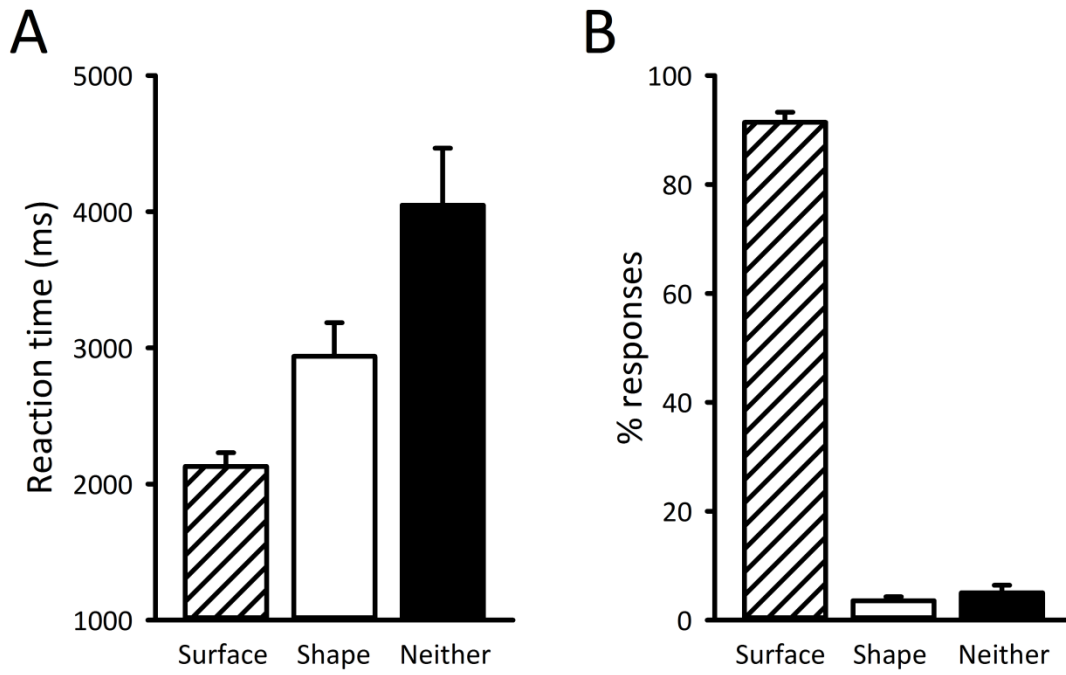 A
Reaction time (ms)
5000
4000
3000
2000
1000
Surface Shape Neither
B
% responses
100
80
60
40
20
0
Surface Shape Neither